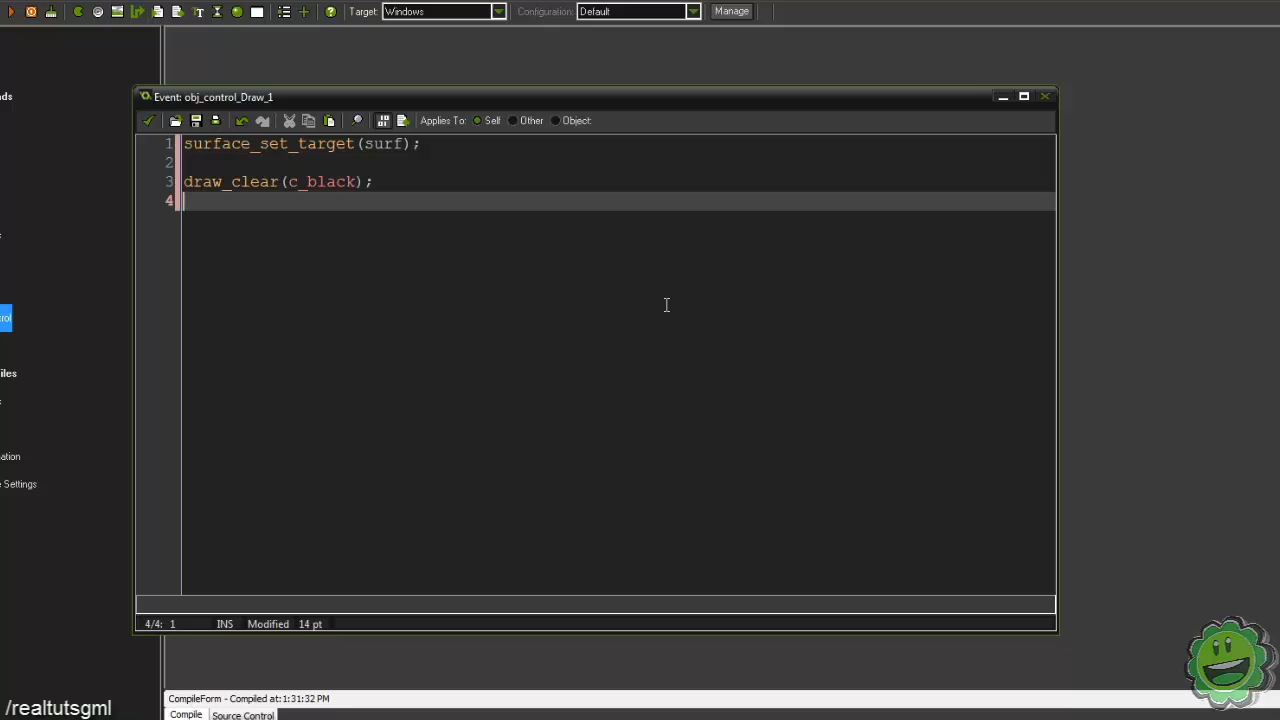 Target: Windows Configuration: Default Manage
nds
Event: obj_control_Draw_1
Applies To: Self Other Object:
1 surface_set_target(surf);
2
3 draw_clear(c_black);
4
rol
iles
ation
e Settings
4/4: 1 INS Modified 14 pt
CompileForm - Compiled at:1:31:32 PM
/realtutsgml
Compile Source Control